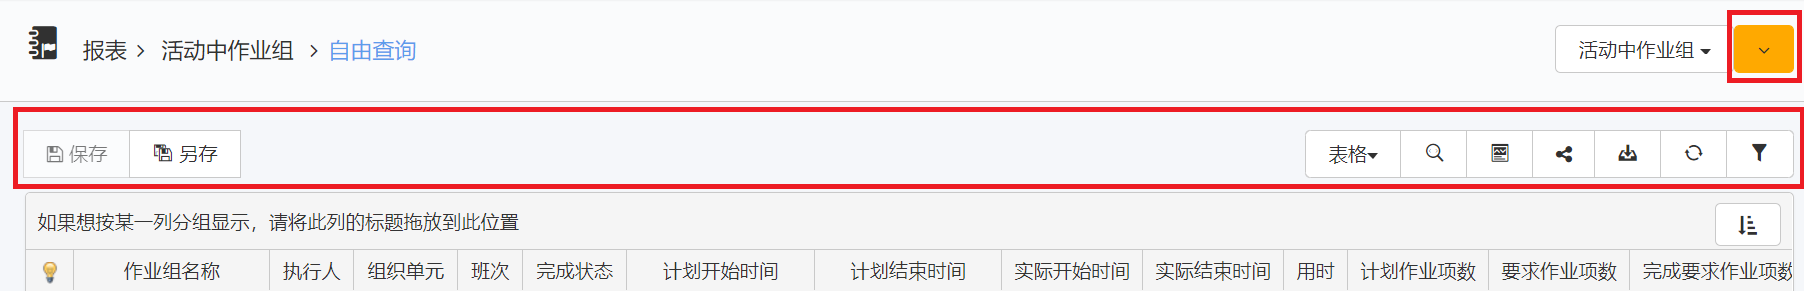 报表 活动中作业组 自由查询 活动中作业组
保存 另存 表格
如果想按某一列分组显示，请将此列的标题拖放到此位置
作业组名称 执行人 组织单元 班次 完成状态 计划开始时间 计划结束时间 实际开始时间 实际结束时间 用时 计划作业项数 要求作业项数 完成要求作业项数